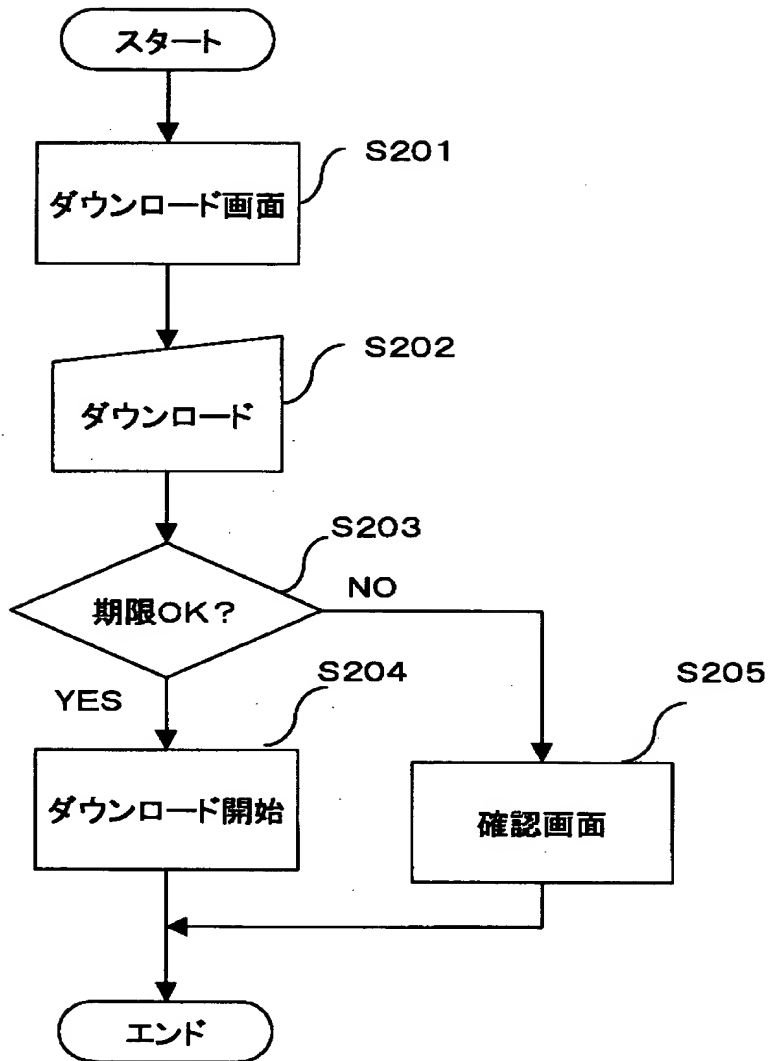 スタート
S201
ダウンロード画面
S202
ダウンロード
S203
期限OK?
NO
YES
S204
S205
ダウンロード開始
確認画面
エンド